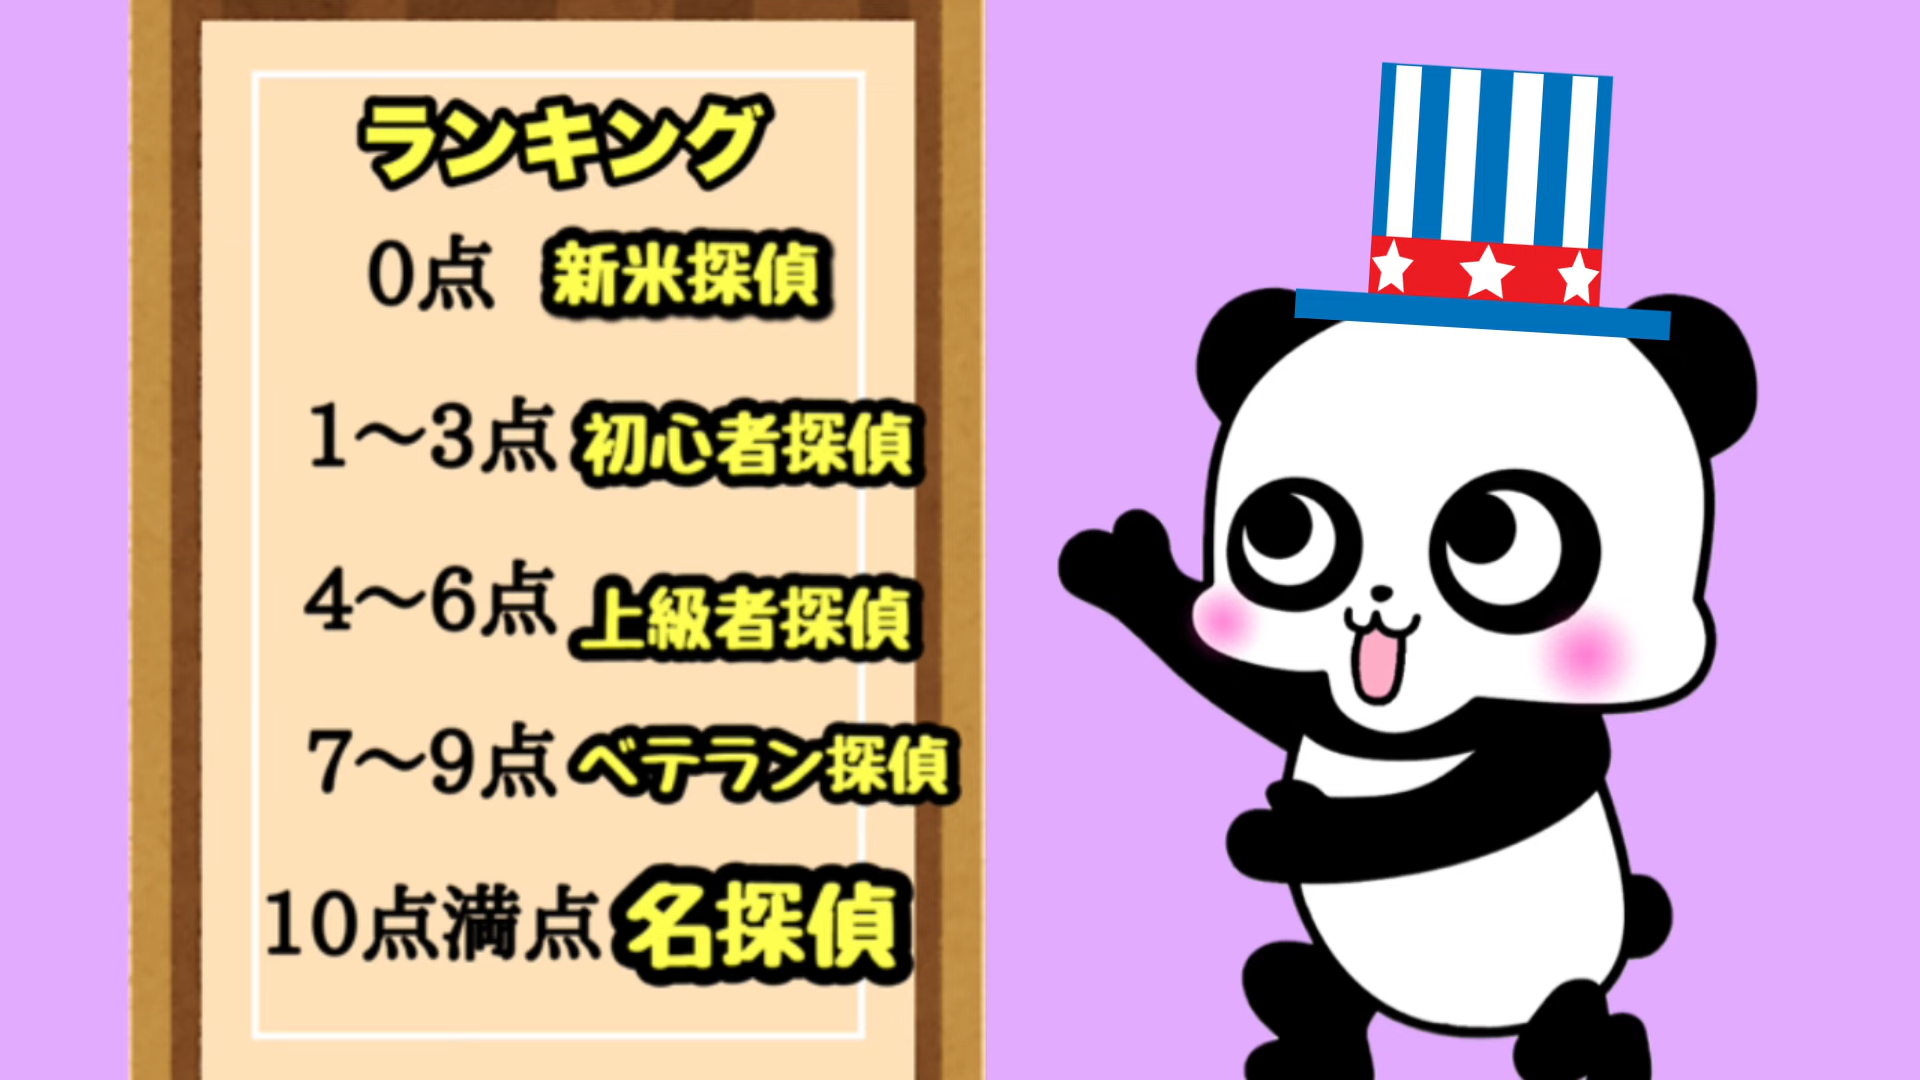 ランキング
0点 新米探偵
1〜3点 初心者探偵
4〜6点 上級者探偵
7〜9点 ベテラン探偵
10点満点 名探偵